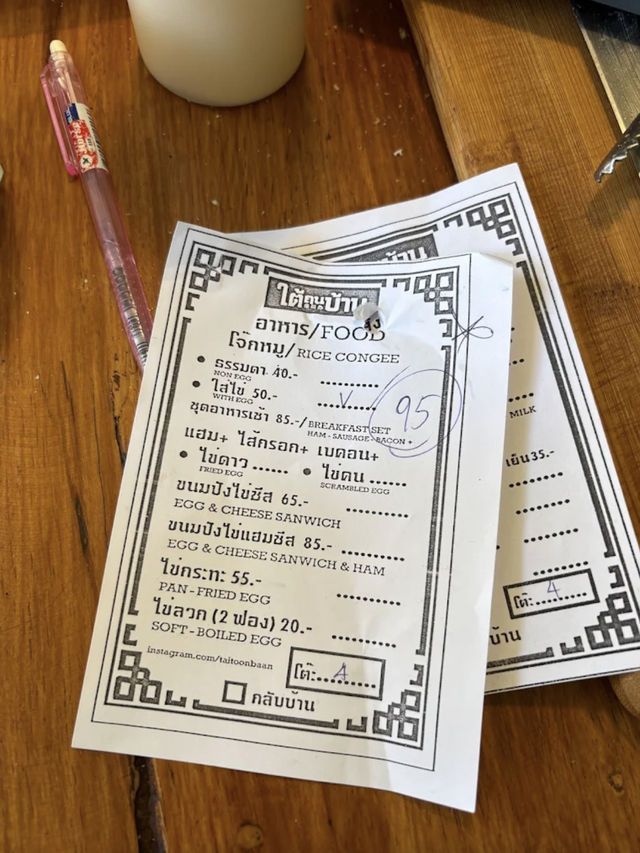 ใต้ถุนบ้าน
อาหาร/FOOD
โจ๊กหมู/RICE CONGEE
• ธรรมดา 40.- ..........
NON EGG
• ใส่ไข่ 50.- ....✓....
WITH EGG
95
ชุดอาหารเช้า 85.-/BREAKFAST SET
HAM - SAUSAGE - BACON +
แฮม+ ไส้กรอก+ เบคอน+
• ไข่ดาว ...... • ไข่คน ......
FRIED EGG SCRAMBLED EGG
ขนมปังไข่ชีส 65.- ..........
EGG & CHEESE SANWICH
ขนมปังไข่แฮมชีส 85.- ..........
EGG & CHEESE SANWICH & HAM
ไข่กระทะ 55.- ..........
PAN - FRIED EGG
ไข่ลวก (2 ฟอง) 20.- ..........
SOFT - BOILED EGG
instagram.com/taitoonbaan
โต๊ะ....4....
กลับบ้าน
MILK
เย็น35.-
โต๊ะ....4....
บ้าน